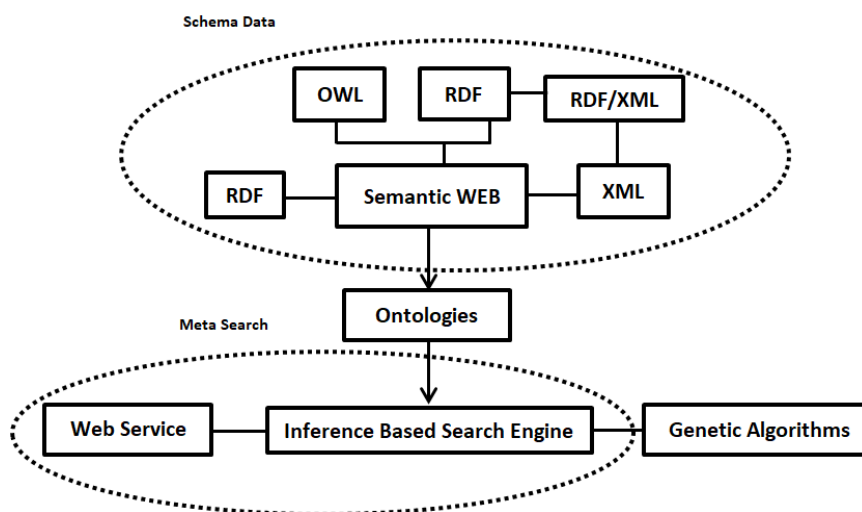 Schema Data
OWL
RDF
RDF/XML
RDF
Semantic WEB
XML
Ontologies
Meta Search
Web Service
Inference Based Search Engine
Genetic Algorithms